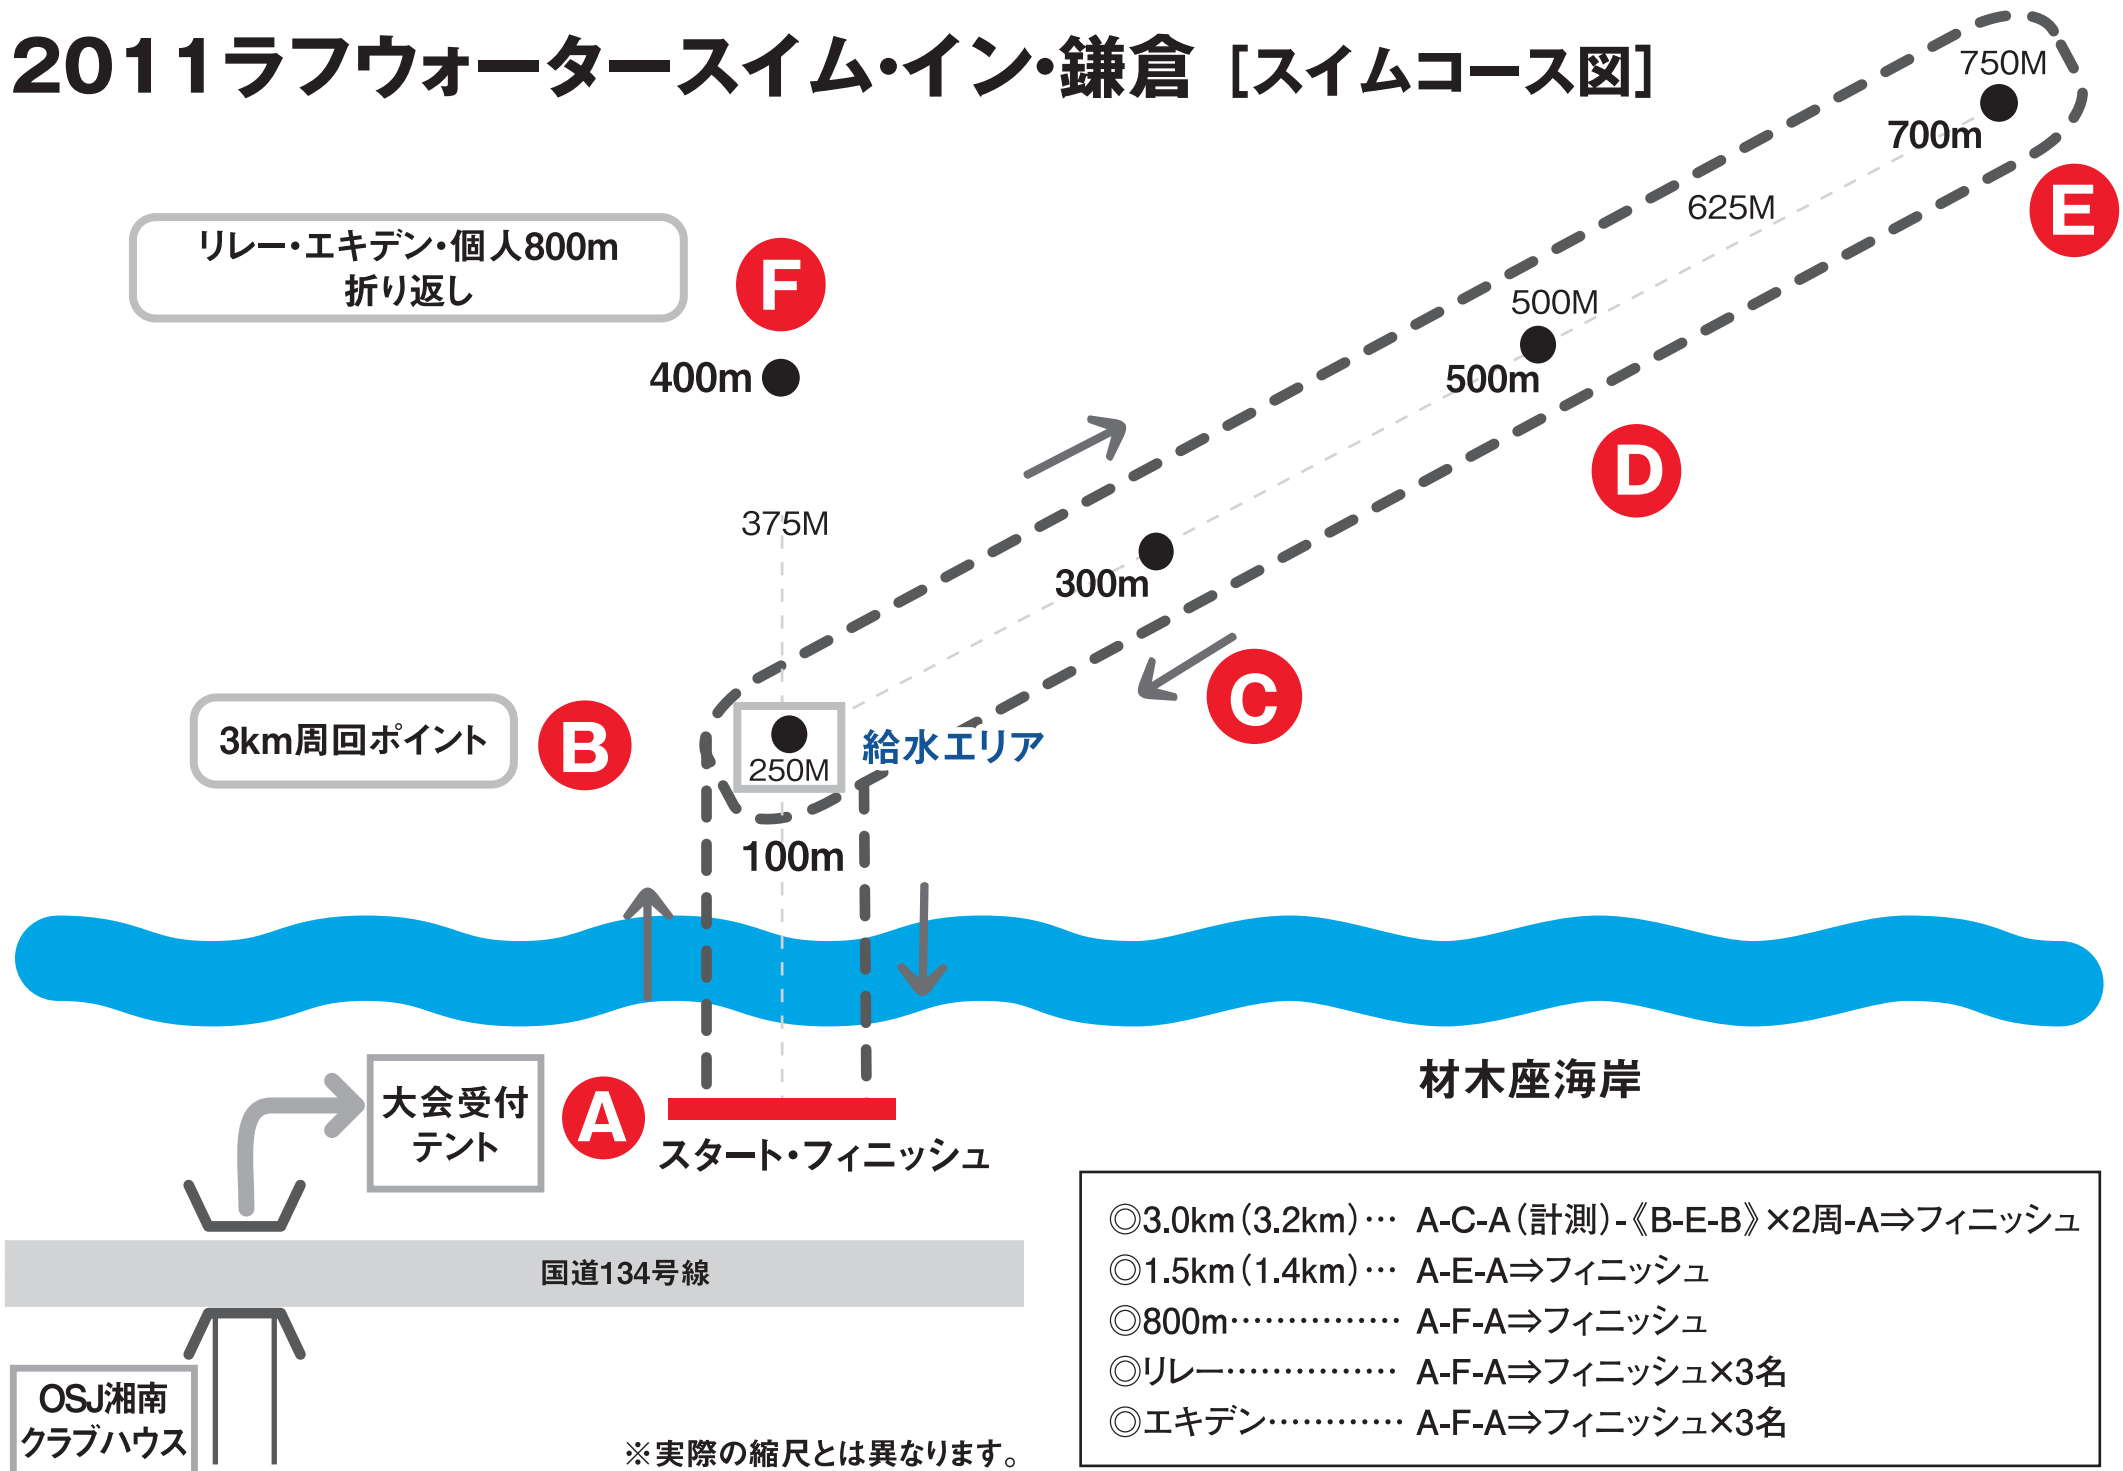 2011ラフウォータースイム・イン・鎌倉 [スイムコース図]
750M
700m
E
625M
リレー・エキデン・個人800m
折り返し
F
400m
500M
500m
D
375M
300m
C
3km周回ポイント
B
250M
給水エリア
100m
材木座海岸
大会受付
テント
A
スタート・フィニッシュ
国道134号線
OSJ湘南
クラブハウス
◎3.0km(3.2km)… A-C-A(計測)-《B-E-B》×2周-A⇒フィニッシュ
◎1.5km(1.4km)… A-E-A⇒フィニッシュ
◎800m…………… A-F-A⇒フィニッシュ
◎リレー…………… A-F-A⇒フィニッシュ×3名
◎エキデン………… A-F-A⇒フィニッシュ×3名
※実際の縮尺とは異なります。